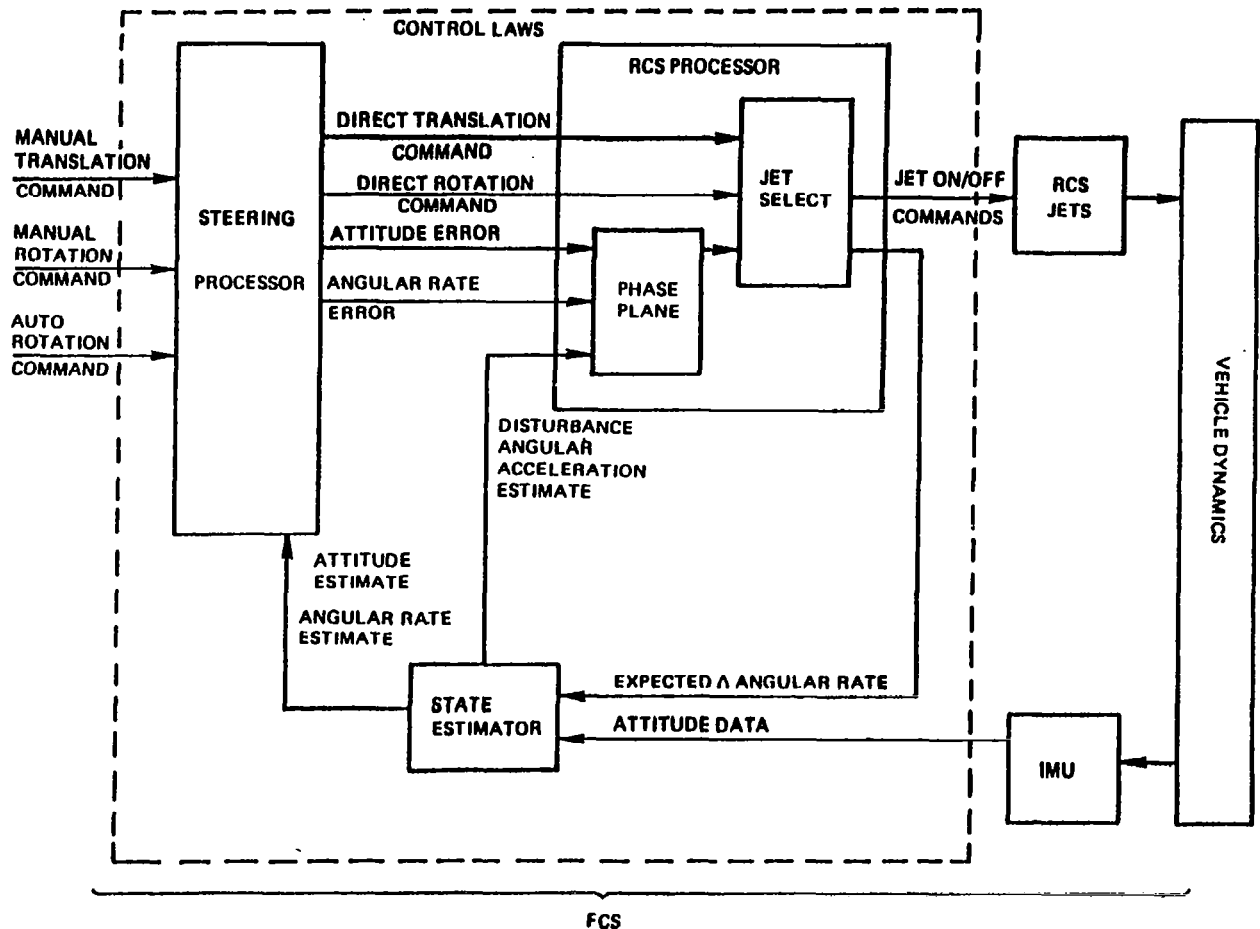 CONTROL LAWS
RCS PROCESSOR
MANUAL
TRANSLATION
COMMAND
MANUAL
ROTATION
COMMAND
AUTO
ROTATION
COMMAND
STEERING
PROCESSOR
DIRECT TRANSLATION
COMMAND
DIRECT ROTATION
COMMAND
ATTITUDE ERROR
ANGULAR RATE
ERROR
PHASE
PLANE
JET
SELECT
JET ON/OFF
COMMANDS
RCS
JETS
VEHICLE DYNAMICS
DISTURBANCE
ANGULAR
ACCELERATION
ESTIMATE
ATTITUDE
ESTIMATE
ANGULAR RATE
ESTIMATE
STATE
ESTIMATOR
EXPECTED Δ ANGULAR RATE
ATTITUDE DATA
IMU
FCS